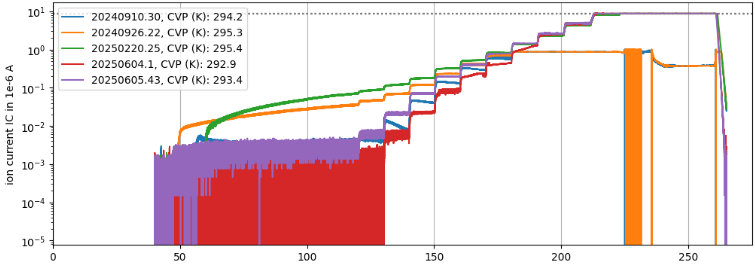 ion current IC in 1e-6 A
10¹
10⁰
10⁻¹
10⁻²
10⁻³
10⁻⁴
10⁻⁵
20240910.30, CVP (K): 294.2
20240926.22, CVP (K): 295.3
20250220.25, CVP (K): 295.4
20250604.1, CVP (K): 292.9
20250605.43, CVP (K): 293.4
0
50
100
150
200
250